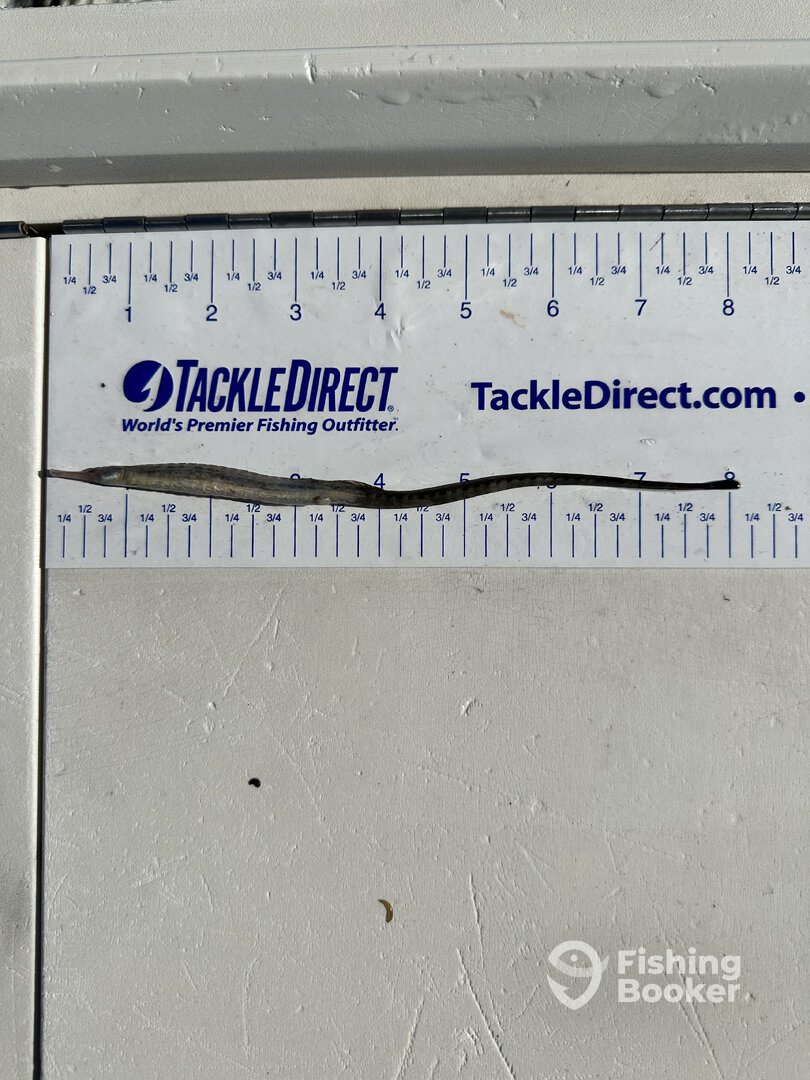 1/4 1/2 3/4 1/4 1/2 3/4 1/4 1/2 3/4 1/4 1/2 3/4 1/4 1/2 3/4 1/4 1/2 3/4 1/4 1/2 3/4 1/4 1/2 3/4 1/4 1/2 3/4
1 2 3 4 5 6 7 8
TACKLEDIRECT®
TackleDirect.com •
World's Premier Fishing Outfitter.
3 4 5 6 7 8
1/4 1/2 3/4 1/4 1/2 3/4 1/4 1/2 3/4 1/4 1/2 3/4 1/4 1/2 3/4 1/4 1/2 3/4 1/4 1/2 3/4 1/4 1/2 3/4 1/4 1/2 3/4
Fishing
Booker